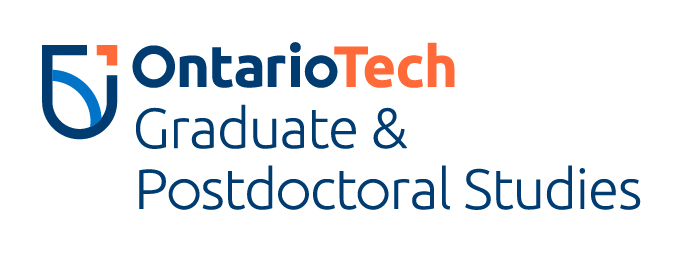 OntarioTech
Graduate &
Postdoctoral Studies